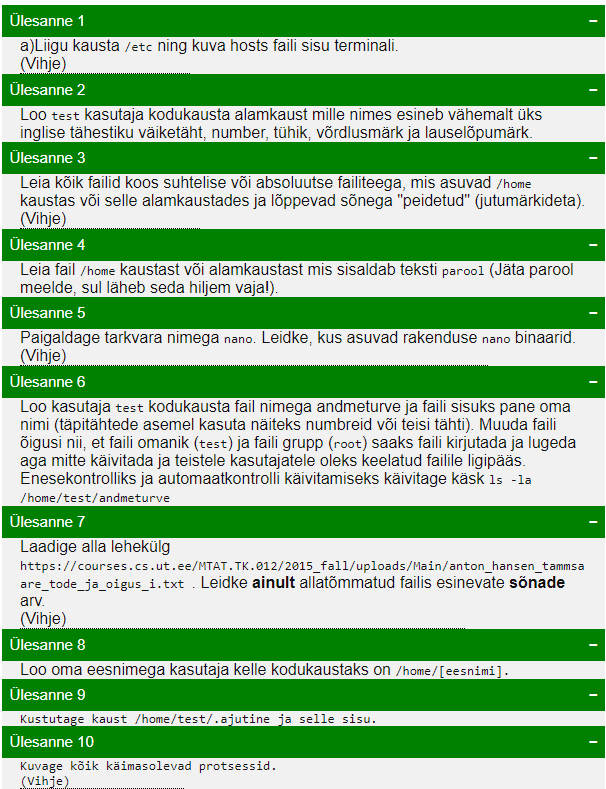 Ülesanne 1 −
a)Liigu kausta /etc ning kuva hosts faili sisu terminali.
(Vihje)
Ülesanne 2 −
Loo test kasutaja kodukausta alamkaust mille nimes esineb vähemalt üks
inglise tähestiku väiketäht, number, tühik, võrdlusmärk ja lauselõpumärk.
Ülesanne 3 −
Leia kõik failid koos suhtelise või absoluutse failiteega, mis asuvad /home
kaustas või selle alamkaustades ja lõppevad sõnega "peidetud" (jutumärkideta).
(Vihje)
Ülesanne 4 −
Leia fail /home kaustast või alamkaustast mis sisaldab teksti parool (Jäta parool
meelde, sul läheb seda hiljem vaja!).
Ülesanne 5 −
Paigaldage tarkvara nimega nano. Leidke, kus asuvad rakenduse nano binaarid.
(Vihje)
Ülesanne 6 −
Loo kasutaja test kodukausta fail nimega andmeturve ja faili sisuks pane oma
nimi (täpitähtede asemel kasuta näiteks numbreid või teisi tähti). Muuda faili
õigusi nii, et faili omanik (test) ja faili grupp (root) saaks faili kirjutada ja lugeda
aga mitte käivitada ja teistele kasutajatele oleks keelatud failile ligipääs.
Enesekontrolliks ja automaatkontrolli käivitamiseks käivitage käsk ls -la
/home/test/andmeturve
Ülesanne 7 −
Laadige alla lehekülg
https://courses.cs.ut.ee/MTAT.TK.012/2015_fall/uploads/Main/anton_hansen_tammsa
are_tode_ja_oigus_i.txt . Leidke ainult allatõmmatud failis esinevate sõnade
arv.
(Vihje)
Ülesanne 8 −
Loo oma eesnimega kasutaja kelle kodukaustaks on /home/[eesnimi].
Ülesanne 9 −
Kustutage kaust /home/test/.ajutine ja selle sisu.
Ülesanne 10 −
Kuvage kõik käimasolevad protsessid.
(Vihje)